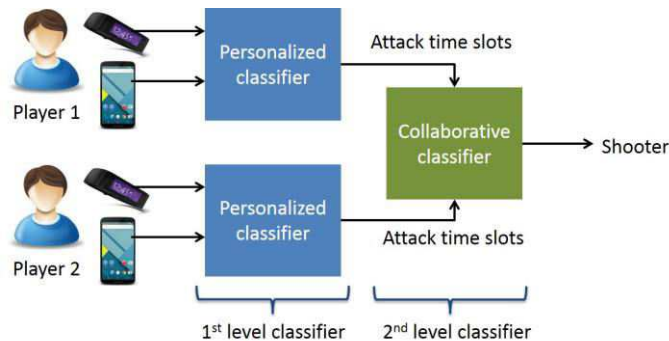 Player 1
Personalized
classifier
Attack time slots
Collaborative
classifier
Shooter
Player 2
Personalized
classifier
Attack time slots
1st level classifier
2nd level classifier